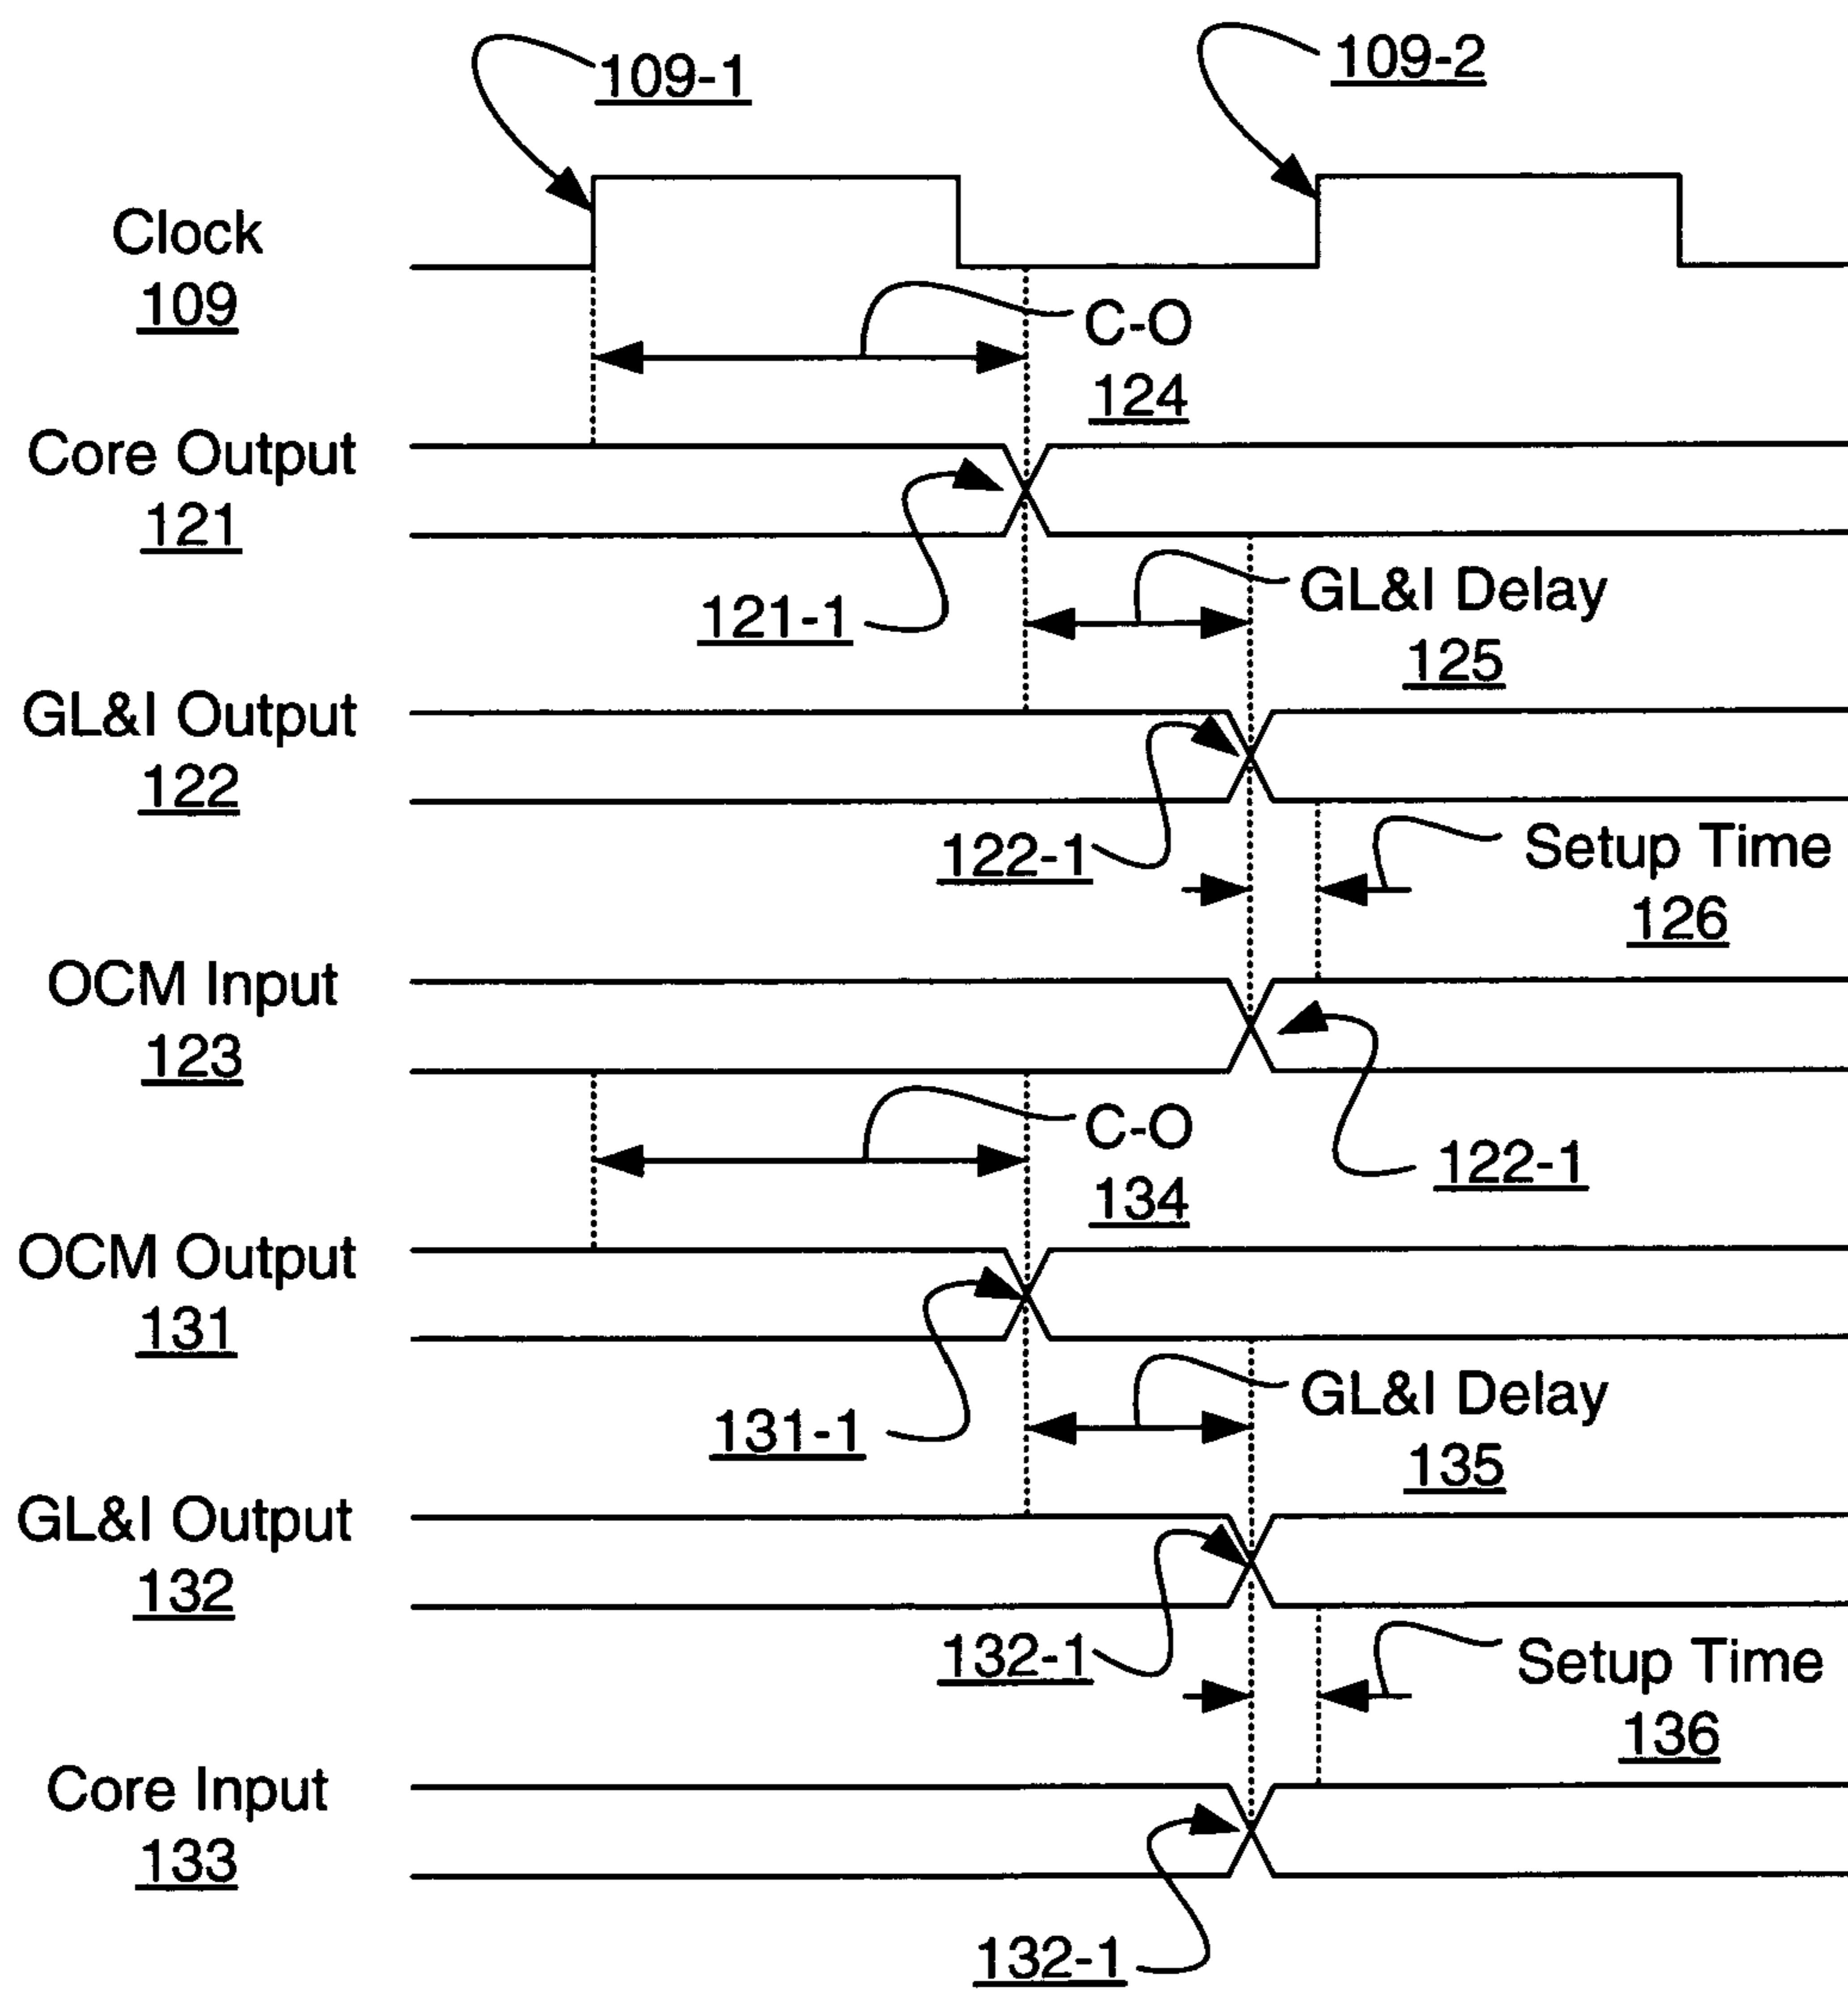 109-1
109-2
Clock
109
C-O
124
Core Output
121
GL&I Delay
125
121-1
GL&I Output
122
Setup Time
126
122-1
OCM Input
123
C-O
134
122-1
OCM Output
131
GL&I Delay
135
131-1
GL&I Output
132
Setup Time
136
132-1
Core Input
133
132-1